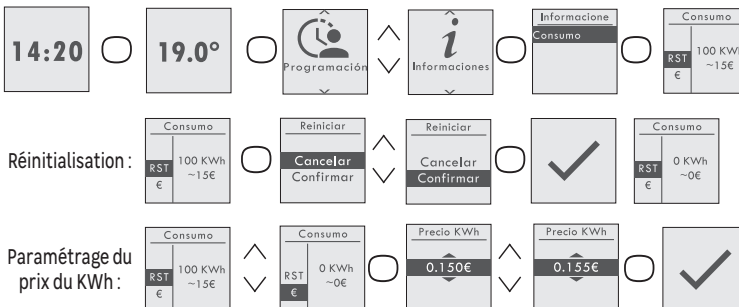 14:20
19.0°
Programación
Informaciones
Informacione
Consumo
Consumo
RST
€
100 KW
~15€
Réinitialisation :
Consumo
RST
€
100 KWh
~15€
Reiniciar
Cancelar
Confirmar
Reiniciar
Cancelar
Confirmar
Consumo
RST
€
0 KWh
~0€
Paramétrage du
prix du KWh :
Consumo
RST
€
100 KWh
~15€
Consumo
RST
€
0 KWh
~0€
Precio KWh
0.150€
Precio KWh
0.155€